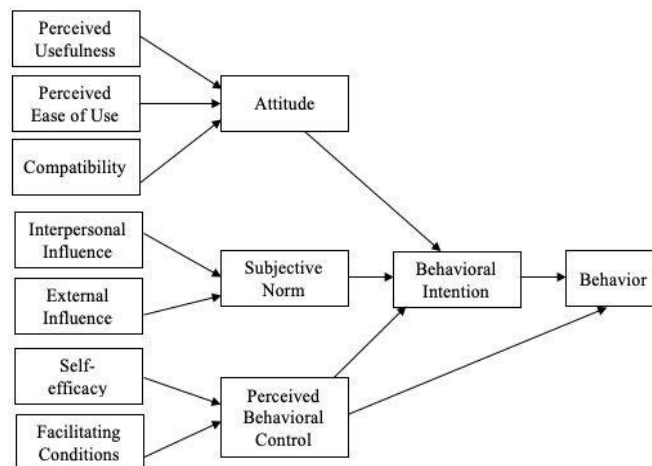 Perceived
Usefulness
Perceived
Ease of Use
Attitude
Compatibility
Interpersonal
Influence
Subjective
Norm
Behavioral
Intention
Behavior
External
Influence
Self-
efficacy
Perceived
Behavioral
Control
Facilitating
Conditions